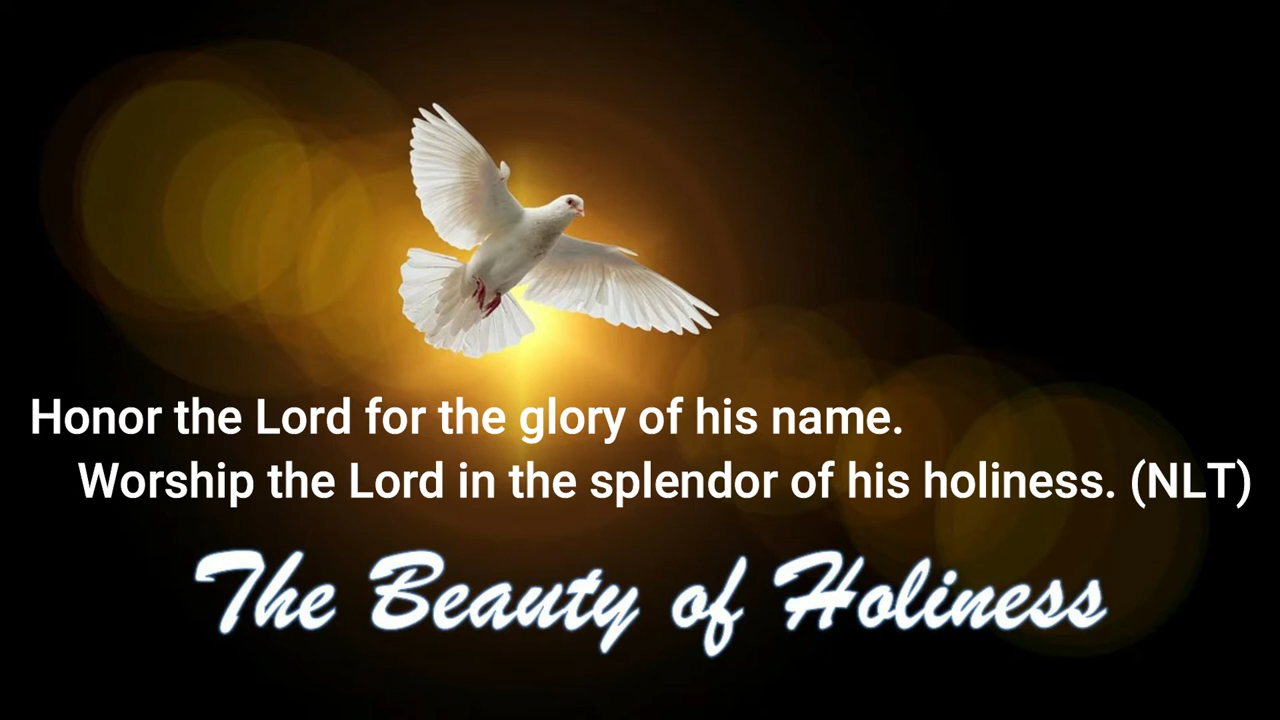 Honor the Lord for the glory of his name.
Worship the Lord in the splendor of his holiness. (NLT)
The Beauty of Holiness